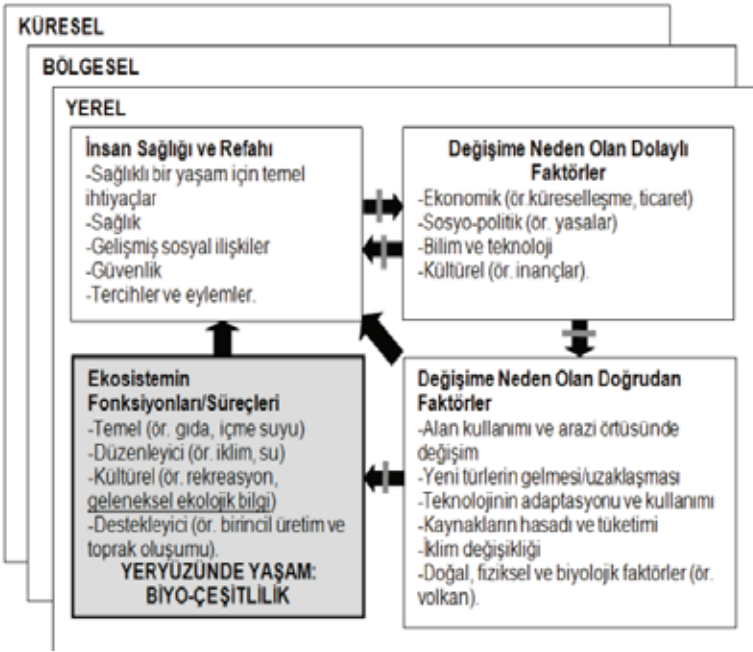 KÜRESEL
BÖLGESEL
YEREL
İnsan Sağlığı ve Refahı
-Sağlıklı bir yaşam için temel
ihtiyaçlar
-Sağlık
-Gelişmiş sosyal ilişkiler
-Güvenlik
-Tercihler ve eylemler.
Değişime Neden Olan Dolaylı
Faktörler
-Ekonomik (ör.küreselleşme, ticaret)
-Sosyo-politik (ör. yasalar)
-Bilim ve teknoloji
-Kültürel (ör. inançlar).
Ekosistemin
Fonksiyonları/Süreçleri
-Temel (ör. gıda, içme suyu)
-Düzenleyici (ör. iklim, su)
-Kültürel (ör. rekreasyon,
geleneksel ekolojik bilgi)
-Destekleyici (ör. birincil üretim ve
toprak oluşumu).
YERYÜZÜNDE YAŞAM:
BİYO-ÇEŞİTLİLİK
Değişime Neden Olan Doğrudan
Faktörler
-Alan kullanımı ve arazi örtüsünde
değişim
-Yeni türlerin gelmesi/uzaklaşması
-Teknolojinin adaptasyonu ve kullanımı
-Kaynakların hasadı ve tüketimi
-İklim değişikliği
-Doğal, fiziksel ve biyolojik faktörler (ör.
volkan).